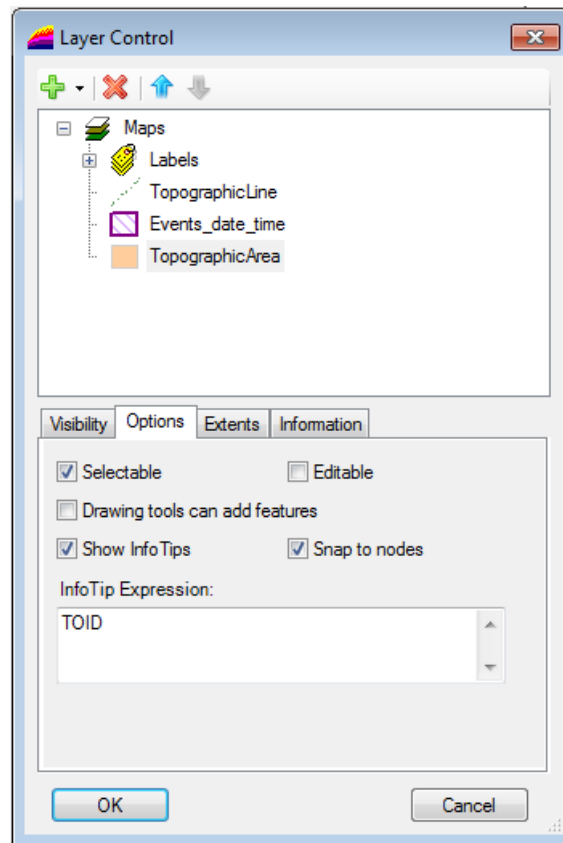 Layer Control
Maps
Labels
TopographicLine
Events_date_time
TopographicArea
Visibility Options Extents Information
Selectable Editable
Drawing tools can add features
Show InfoTips Snap to nodes
InfoTip Expression:
TOID
OK Cancel